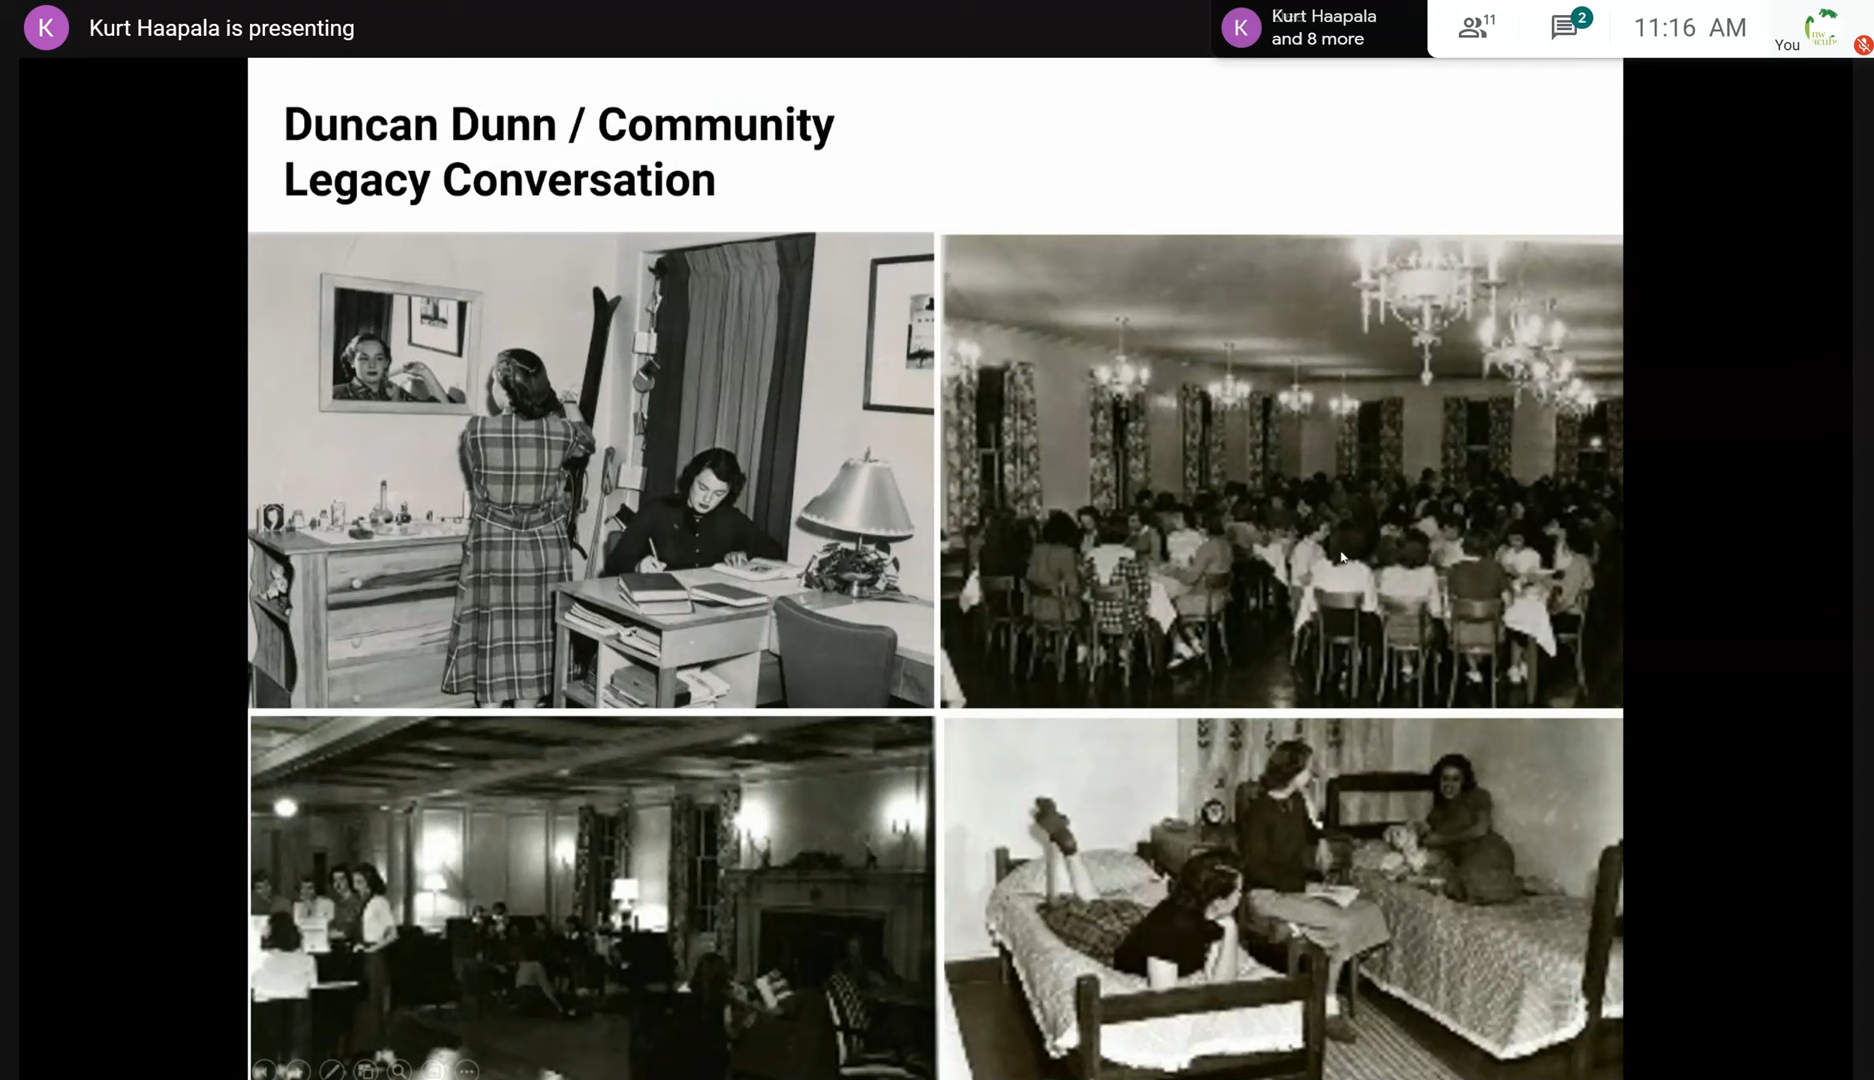 K
Kurt Haapala is presenting
K
Kurt Haapala
and 8 more
11
2
11:16 AM
You
nw
Duncan Dunn / Community
Legacy Conversation